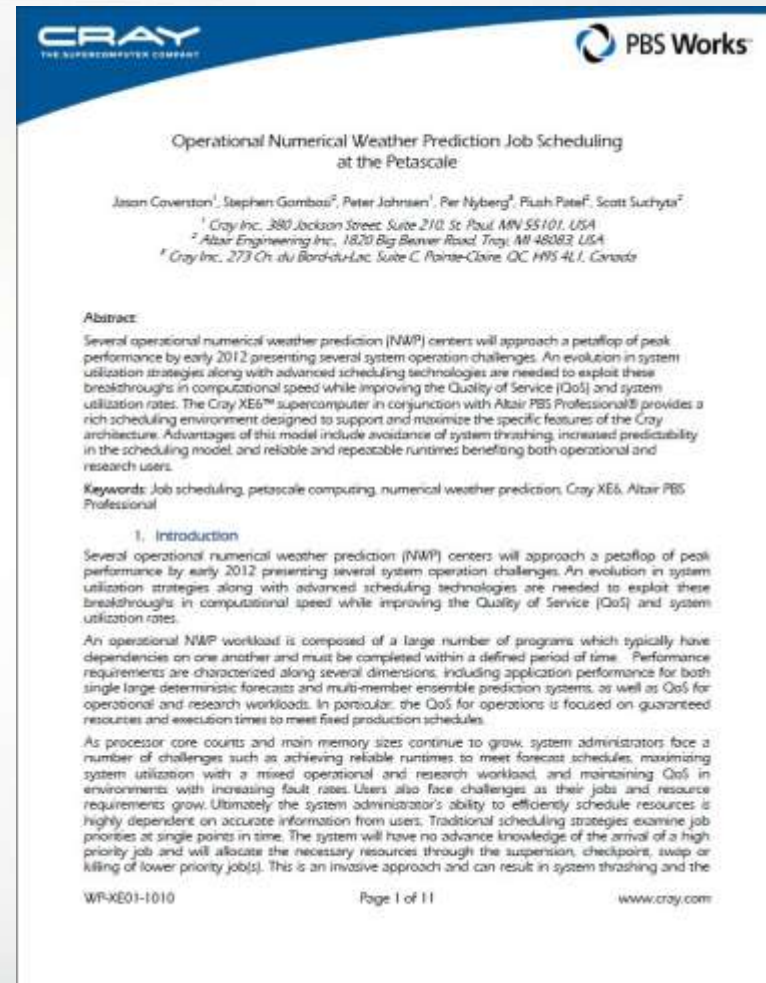 CRAY
THE SUPERCOMPUTER COMPANY
PBS Works
Operational Numerical Weather Prediction Job Scheduling
at the Petascale
Jason Coverston¹, Stephen Gombosi², Peter Johnsen¹, Per Nyberg³, Piush Patel², Scott Suchyta²
¹ Cray Inc., 380 Jackson Street, Suite 210, St. Paul, MN 55101, USA
² Altair Engineering Inc., 1820 Big Beaver Road, Troy, MI 48083, USA
³ Cray Inc., 273 Ch. du Bord-du-Lac, Suite C, Pointe-Claire, QC, H9S 4L1, Canada
Abstract
Several operational numerical weather prediction (NWP) centers will approach a petaflop of peak
performance by early 2012 presenting several system operation challenges. An evolution in system
utilization strategies along with advanced scheduling technologies are needed to exploit these
breakthroughs in computational speed while improving the Quality of Service (QoS) and system
utilization rates. The Cray XE6™ supercomputer in conjunction with Altair PBS Professional® provides a
rich scheduling environment designed to support and maximize the specific features of the Cray
architecture. Advantages of this model include avoidance of system thrashing, increased predictability
in the scheduling model, and reliable and repeatable runtimes benefiting both operational and
research users.
Keywords: Job scheduling, petascale computing, numerical weather prediction, Cray XE6, Altair PBS
Professional
1. Introduction
Several operational numerical weather prediction (NWP) centers will approach a petaflop of peak
performance by early 2012 presenting several system operation challenges. An evolution in system
utilization strategies along with advanced scheduling technologies are needed to exploit these
breakthroughs in computational speed while improving the Quality of Service (QoS) and system
utilization rates.
An operational NWP workload is composed of a large number of programs which typically have
dependencies on one another and must be completed within a defined period of time. Performance
requirements are characterized along several dimensions, including application performance for both
single large deterministic forecasts and multi-member ensemble prediction systems, as well as QoS for
operational and research workloads. In particular, the QoS for operations is focused on guaranteed
resources and execution times to meet fixed production schedules.
As processor core counts and main memory sizes continue to grow, system administrators face a
number of challenges such as achieving reliable runtimes to meet forecast schedules, maximizing
system utilization with a mixed operational and research workload, and maintaining QoS in
environments with increasing fault rates. Users also face challenges as their jobs and resource
requirements grow. Ultimately the system administrator's ability to efficiently schedule resources is
highly dependent on accurate information from users. Traditional scheduling strategies examine job
priorities at single points in time. The system will have no advance knowledge of the arrival of a high
priority job and will allocate the necessary resources through the suspension, checkpoint, swap or
killing of lower priority job(s). This is an invasive approach and can result in system thrashing and the
WP-XE01-1010 Page 1 of 11 www.cray.com